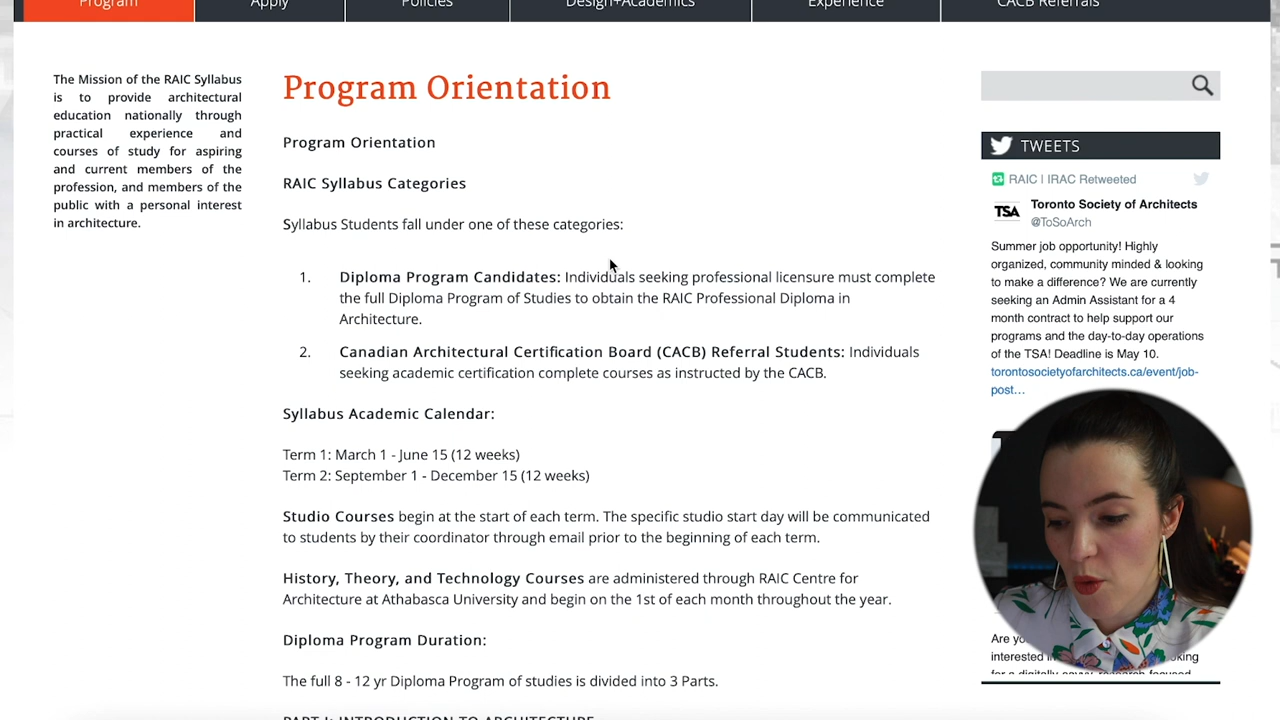 Program
Apply
Policies
Design+Academics
Experience
CACB Referrals
The Mission of the RAIC Syllabus
is to provide architectural
education nationally through
practical experience and
courses of study for aspiring
and current members of the
profession, and members of the
public with a personal interest
in architecture.
Program Orientation
Program Orientation
RAIC Syllabus Categories
Syllabus Students fall under one of these categories:
1. Diploma Program Candidates: Individuals seeking professional licensure must complete
the full Diploma Program of Studies to obtain the RAIC Professional Diploma in
Architecture.
2. Canadian Architectural Certification Board (CACB) Referral Students: Individuals
seeking academic certification complete courses as instructed by the CACB.
Syllabus Academic Calendar:
Term 1: March 1 - June 15 (12 weeks)
Term 2: September 1 - December 15 (12 weeks)
Studio Courses begin at the start of each term. The specific studio start day will be communicated
to students by their coordinator through email prior to the beginning of each term.
History, Theory, and Technology Courses are administered through RAIC Centre for
Architecture at Athabasca University and begin on the 1st of each month throughout the year.
Diploma Program Duration:
The full 8 - 12 yr Diploma Program of studies is divided into 3 Parts.
PART I: INTRODUCTION TO ARCHITECTURE
TWEETS
RAIC | IRAC Retweeted
TSA
Toronto Society of Architects
@ToSoArch
Summer job opportunity! Highly
organized, community minded & looking
to make a difference? We are currently
seeking an Admin Assistant for a 4
month contract to help support our
programs and the day-to-day operations
of the TSA! Deadline is May 10.
torontosocietyofarchitects.ca/event/job-
post…
Are
interested